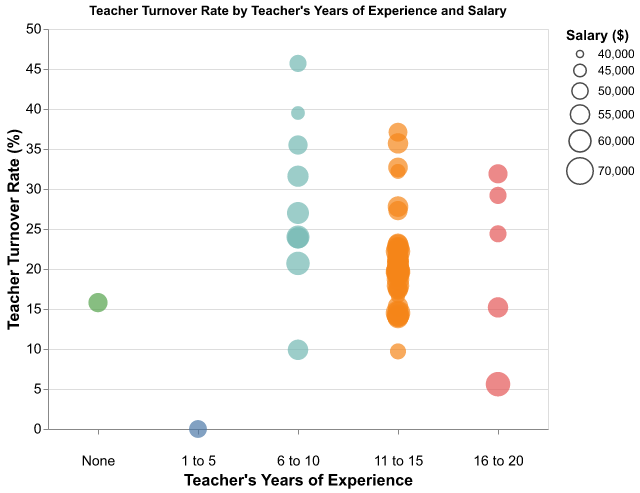 Teacher Turnover Rate by Teacher's Years of Experience and Salary
Salary ($)
40,000
45,000
50,000
55,000
60,000
70,000
Teacher Turnover Rate (%)
50
45
40
35
30
25
20
15
10
5
0
None
1 to 5
6 to 10
11 to 15
16 to 20
Teacher's Years of Experience